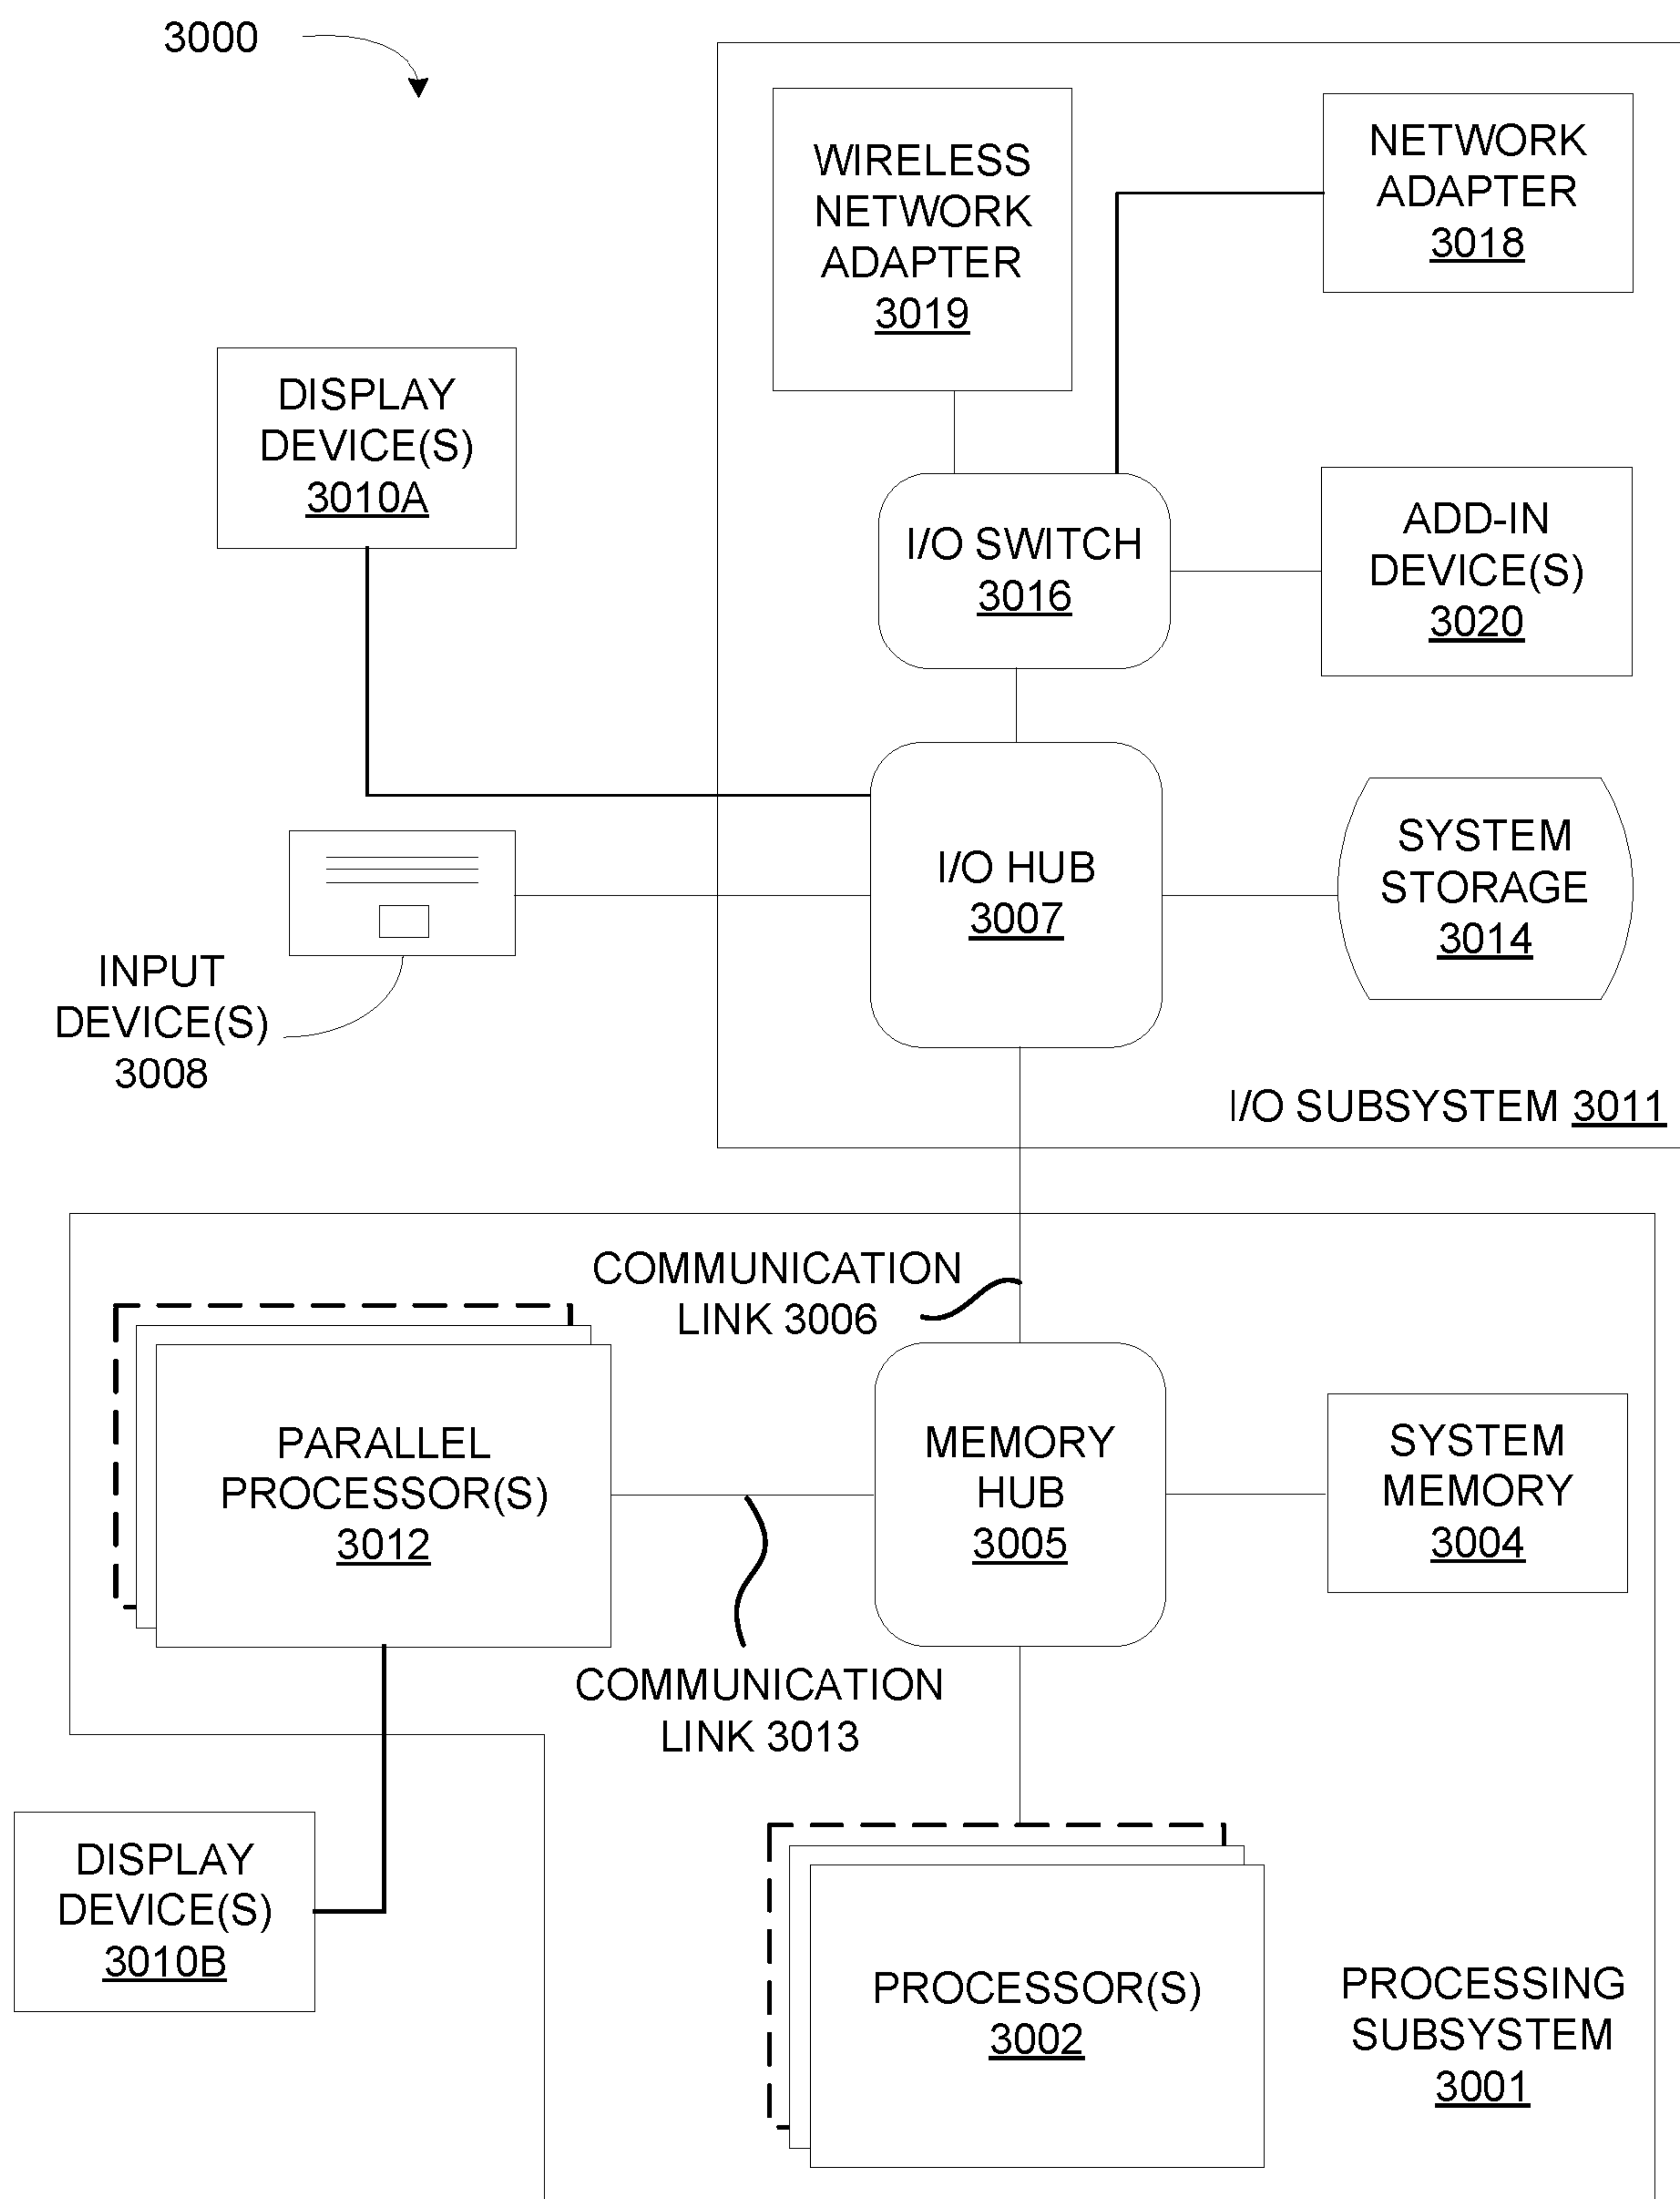 3000
WIRELESS
NETWORK
ADAPTER
3019
NETWORK
ADAPTER
3018
DISPLAY
DEVICE(S)
3010A
I/O SWITCH
3016
ADD-IN
DEVICE(S)
3020
I/O HUB
3007
SYSTEM
STORAGE
3014
INPUT
DEVICE(S)
3008
I/O SUBSYSTEM 3011
COMMUNICATION
LINK 3006
PARALLEL
PROCESSOR(S)
3012
MEMORY
HUB
3005
SYSTEM
MEMORY
3004
COMMUNICATION
LINK 3013
DISPLAY
DEVICE(S)
3010B
PROCESSOR(S)
3002
PROCESSING
SUBSYSTEM
3001